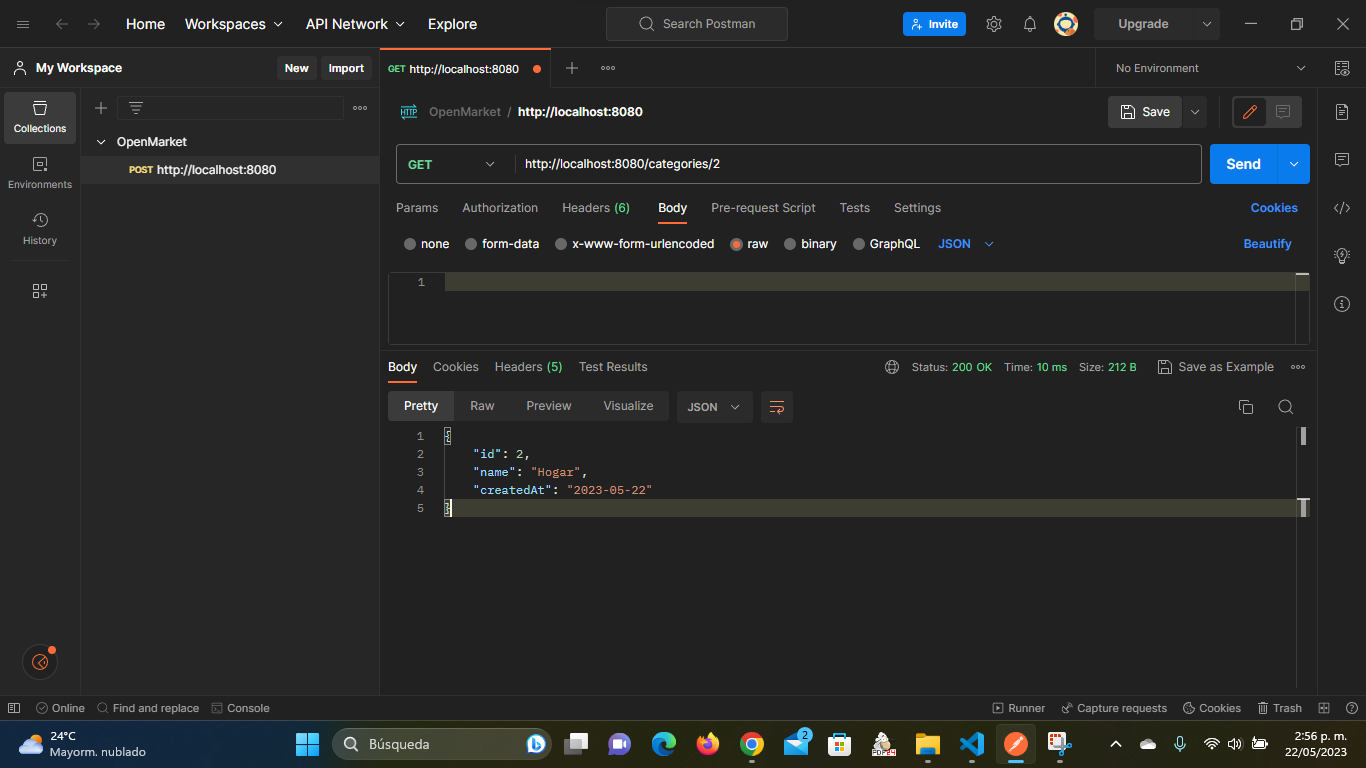 Home Workspaces API Network Explore Search Postman Invite Upgrade
My Workspace New Import GET http://localhost:8080 No Environment
Collections
Environments
History
OpenMarket
POST http://localhost:8080
HTTP OpenMarket / http://localhost:8080 Save
GET http://localhost:8080/categories/2 Send
Params Authorization Headers (6) Body Pre-request Script Tests Settings Cookies
none form-data x-www-form-urlencoded raw binary GraphQL JSON Beautify
1
Body Cookies Headers (5) Test Results Status: 200 OK Time: 10 ms Size: 212 B Save as Example
Pretty Raw Preview Visualize JSON
1 {
2 "id": 2,
3 "name": "Hogar",
4 "createdAt": "2023-05-22"
5 }
Online Find and replace Console Runner Capture requests Cookies Trash
24°C
Mayorm. nublado
Búsqueda
2
PDF24
2:56 p. m.
22/05/2023